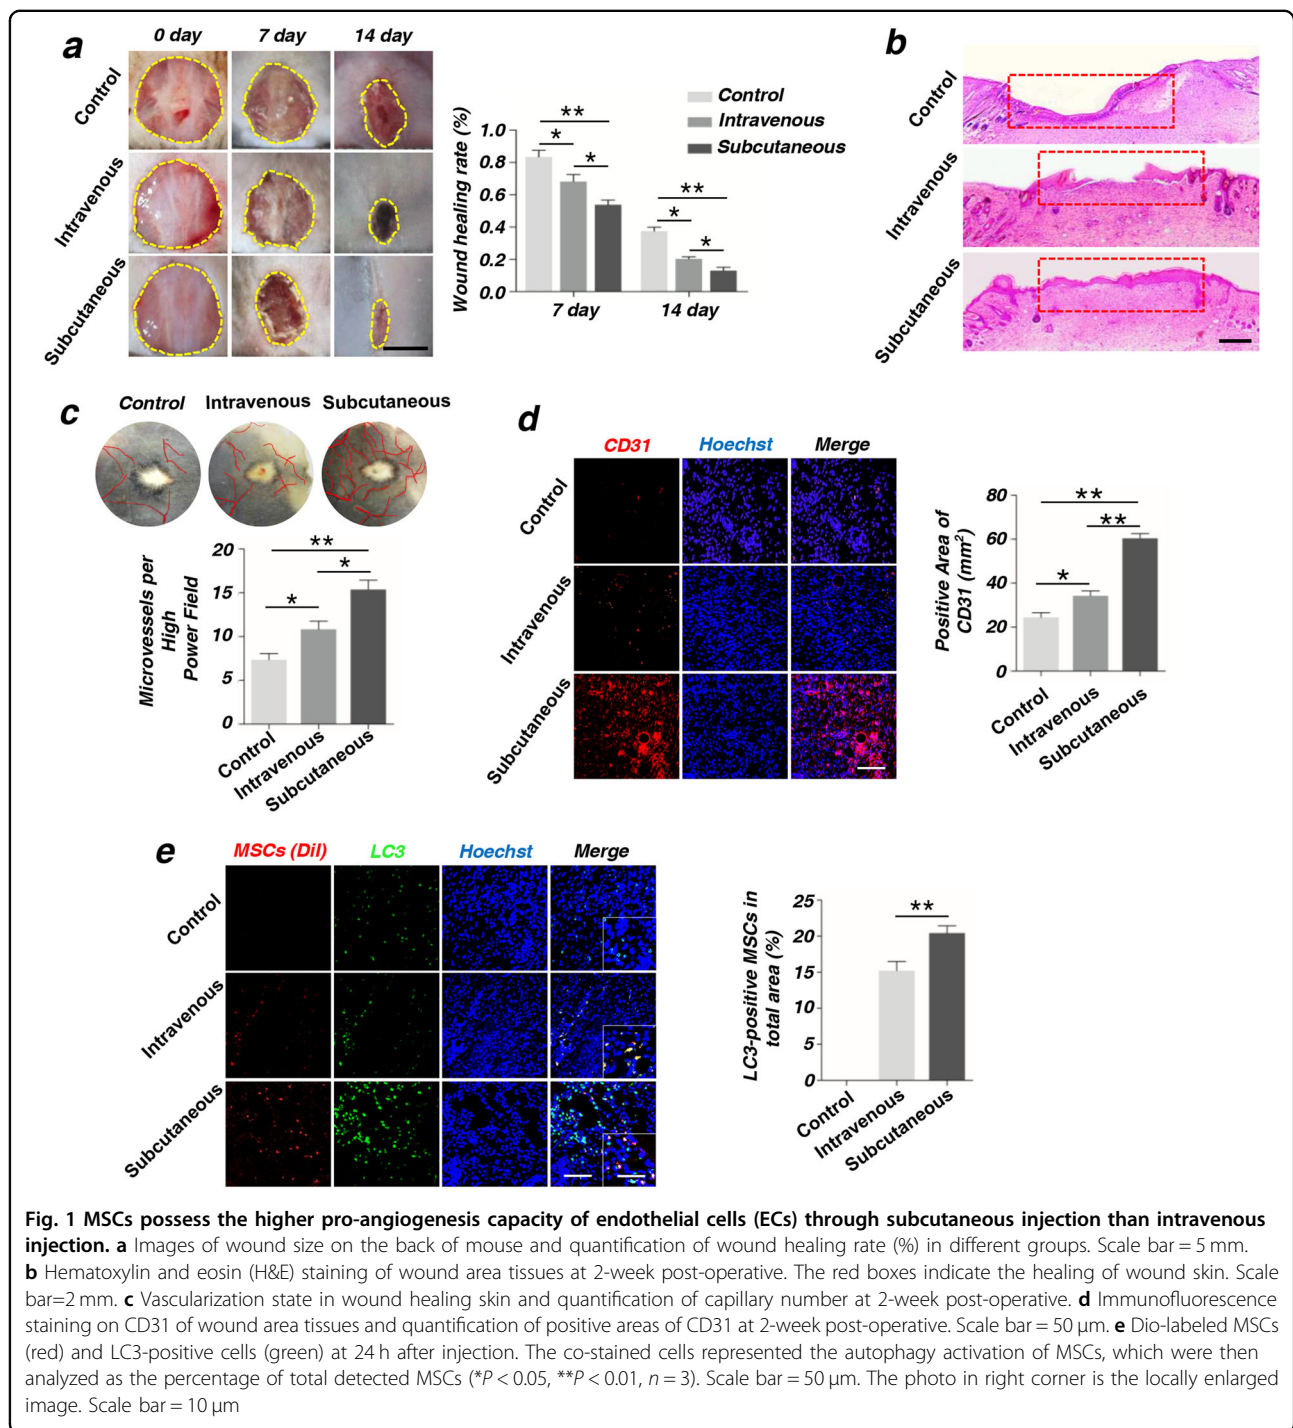 a
0 day 7 day 14 day
Control
Intravenous
Subcutaneous
Wound healing rate (%)
1.0
0.8
0.6
0.4
0.2
0.0
** * * ** * *
7 day 14 day
Control
Intravenous
Subcutaneous
b
Control
Intravenous
Subcutaneous
c
Control Intravenous Subcutaneous
Microvessels per
High
Power Field
20
15
10
5
0
** * *
Control
Intravenous
Subcutaneous
d
CD31 Hoechst Merge
Control
Intravenous
Subcutaneous
Positive Area of
CD31 (mm²)
80
60
40
20
0
** ** *
Control
Intravenous
Subcutaneous
e
MSCs (DiI) LC3 Hoechst Merge
Control
Intravenous
Subcutaneous
LC3-positive MSCs in
total area (%)
25
20
15
10
5
0
**
Control
Intravenous
Subcutaneous
Fig. 1 MSCs possess the higher pro-angiogenesis capacity of endothelial cells (ECs) through subcutaneous injection than intravenous
injection. a Images of wound size on the back of mouse and quantification of wound healing rate (%) in different groups. Scale bar = 5 mm.
b Hematoxylin and eosin (H&E) staining of wound area tissues at 2-week post-operative. The red boxes indicate the healing of wound skin. Scale
bar=2 mm. c Vascularization state in wound healing skin and quantification of capillary number at 2-week post-operative. d Immunofluorescence
staining on CD31 of wound area tissues and quantification of positive areas of CD31 at 2-week post-operative. Scale bar = 50 μm. e Dio-labeled MSCs
(red) and LC3-positive cells (green) at 24 h after injection. The co-stained cells represented the autophagy activation of MSCs, which were then
analyzed as the percentage of total detected MSCs (*P < 0.05, **P < 0.01, n = 3). Scale bar = 50 μm. The photo in right corner is the locally enlarged
image. Scale bar = 10 μm